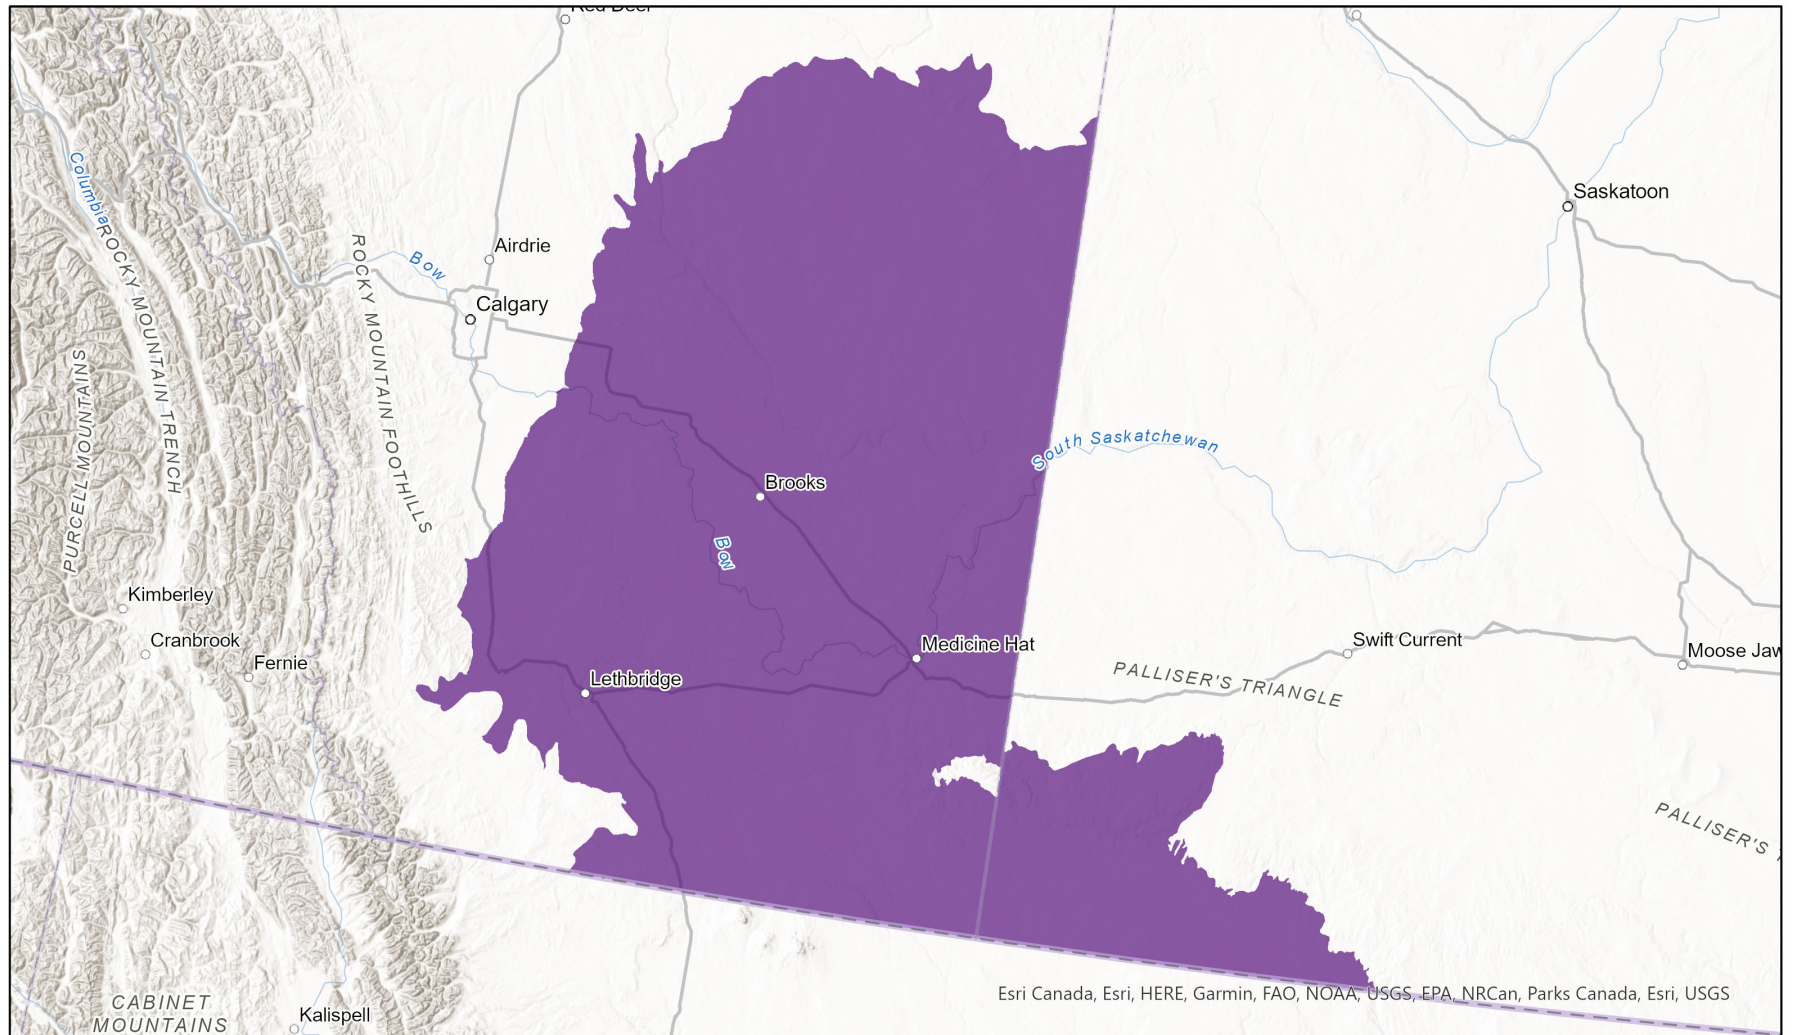 Red Deer
Saskatoon
Columbia
Airdrie
Bow
Calgary
ROCKY MOUNTAIN TRENCH
ROCKY MOUNTAIN FOOTHILLS
PURCELL MOUNTAINS
South Saskatchewan
Brooks
Bow
Kimberley
Cranbrook
Fernie
Medicine Hat
Swift Current
Moose Jaw
Lethbridge
PALLISER'S TRIANGLE
PALLISER'S
CABINET
MOUNTAINS
Kalispell
Esri Canada, Esri, HERE, Garmin, FAO, NOAA, USGS, EPA, NRCan, Parks Canada, Esri, USGS